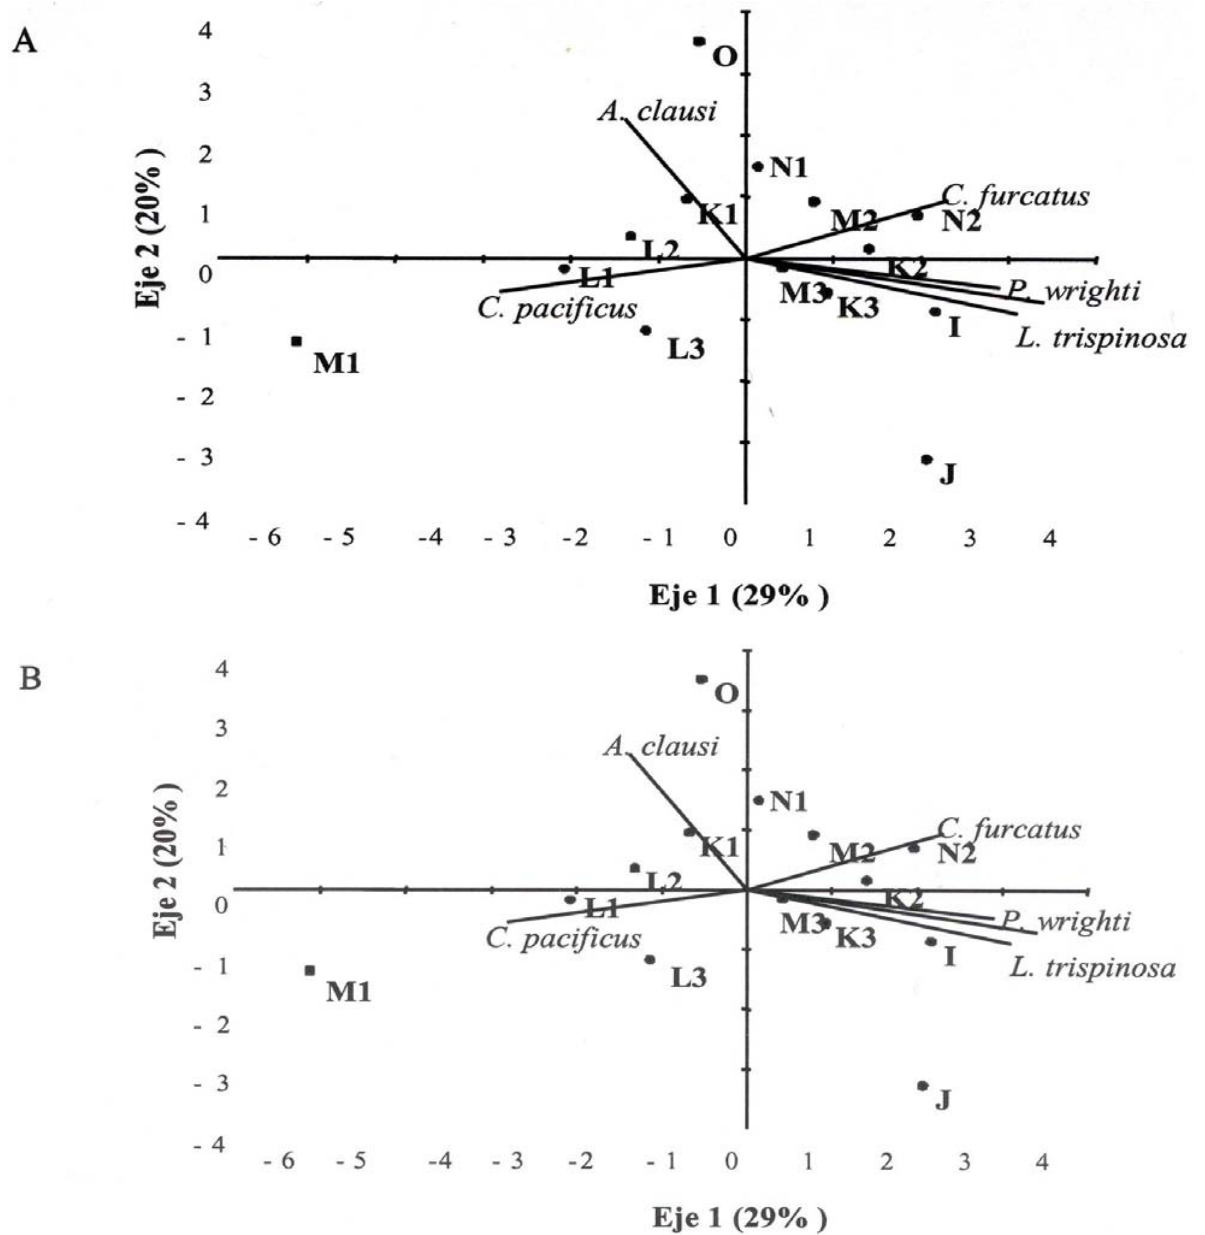 A
4
O
3
A. clausi
2
N1
C. furcatus
1
K1
M2
N2
L2
0
L1
K2
C. pacificus
M3
K3
P. wrighti
I
L. trispinosa
- 1
M1
L3
- 2
- 3
J
- 4
- 6 - 5 -4 - 3 -2 - 1 0 1 2 3 4
Eje 2 (20% )
Eje 1 (29% )
B
4
O
3
A. clausi
2
N1
C. furcatus
1
K1
M2
N2
L2
0
L1
K2
C. pacificus
M3
K3
P. wrighti
I
L. trispinosa
- 1
M1
L3
- 2
- 3
J
- 4
- 6 - 5 -4 - 3 -2 - 1 0 1 2 3 4
Eje 2 (20% )
Eje 1 (29% )